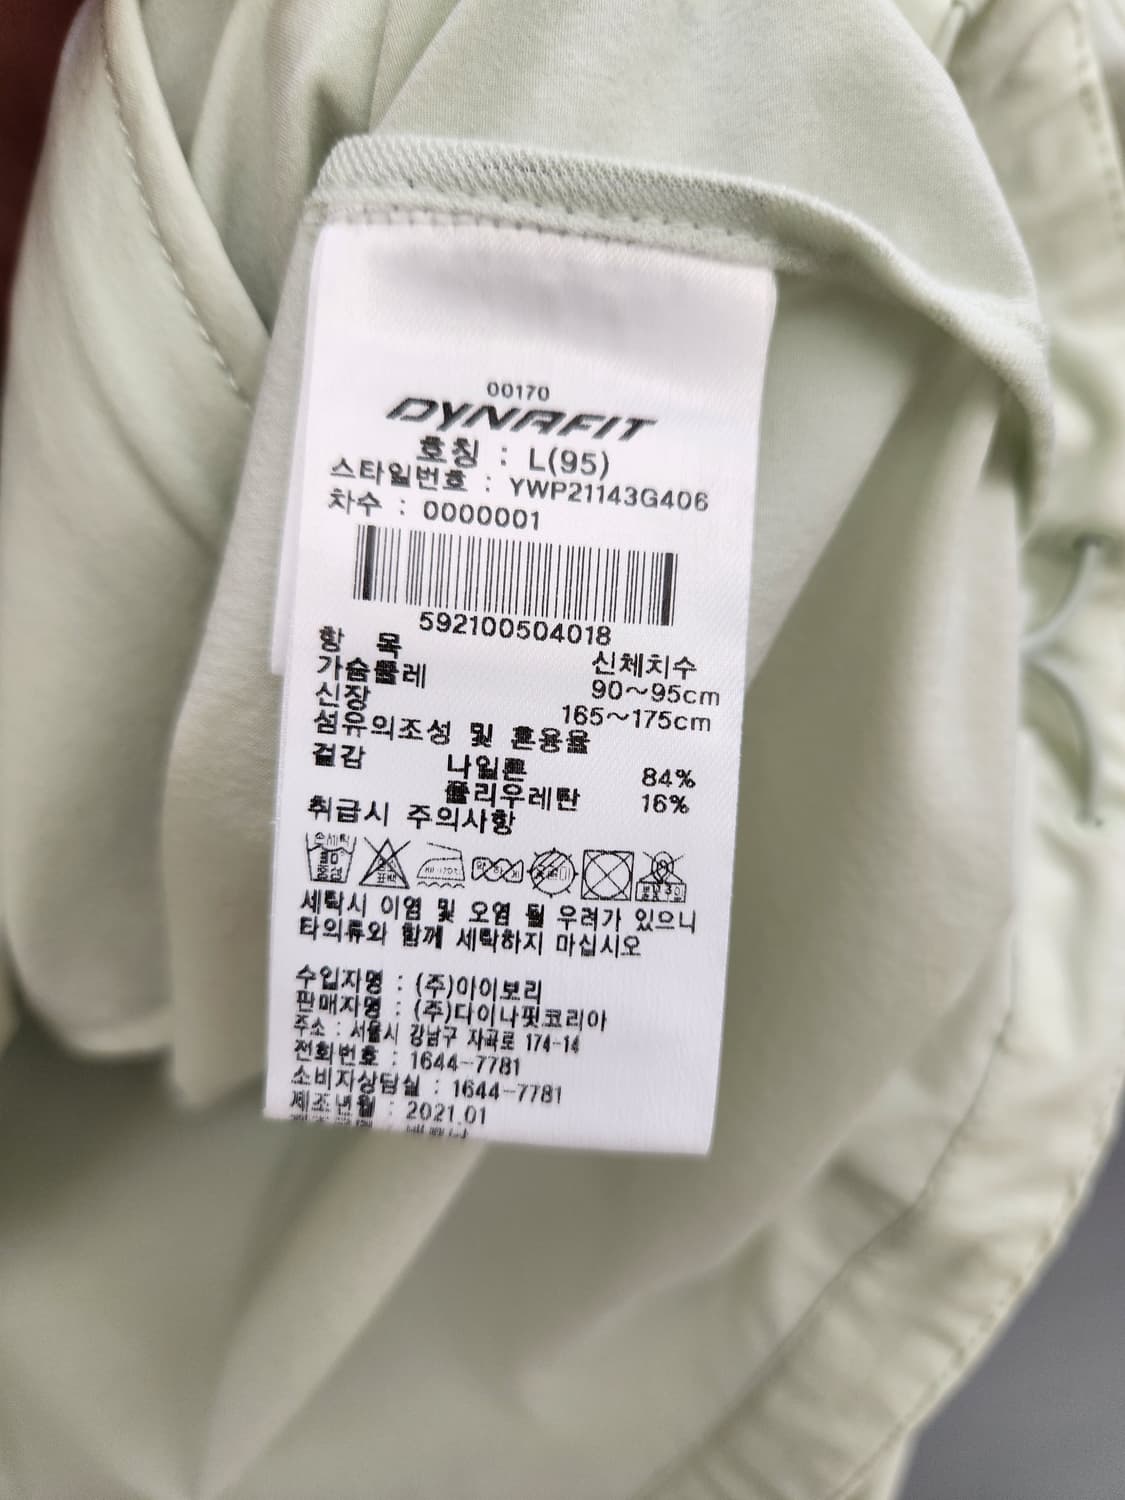 00170
DYNAFIT
호칭 : L(95)
스타일번호 : YWP21143G406
차수 : 0000001
592100504018
항 목 신체치수
가슴둘레 90~95cm
신장 165~175cm
섬유의조성 및 혼용율
겉감 나일론 84%
폴리우레탄 16%
취급시 주의사항
손세탁
세탁시 이염 및 오염 될 우려가 있으니
타의류와 함께 세탁하지 마십시오
수입자명 : (주)아이보리
판매자명 : (주)다이나핏코리아
주소 : 서울시 강남구 자곡로 174-14
전화번호 : 1644-7781
소비자상담실 : 1644-7781
제조년월 : 2021.01